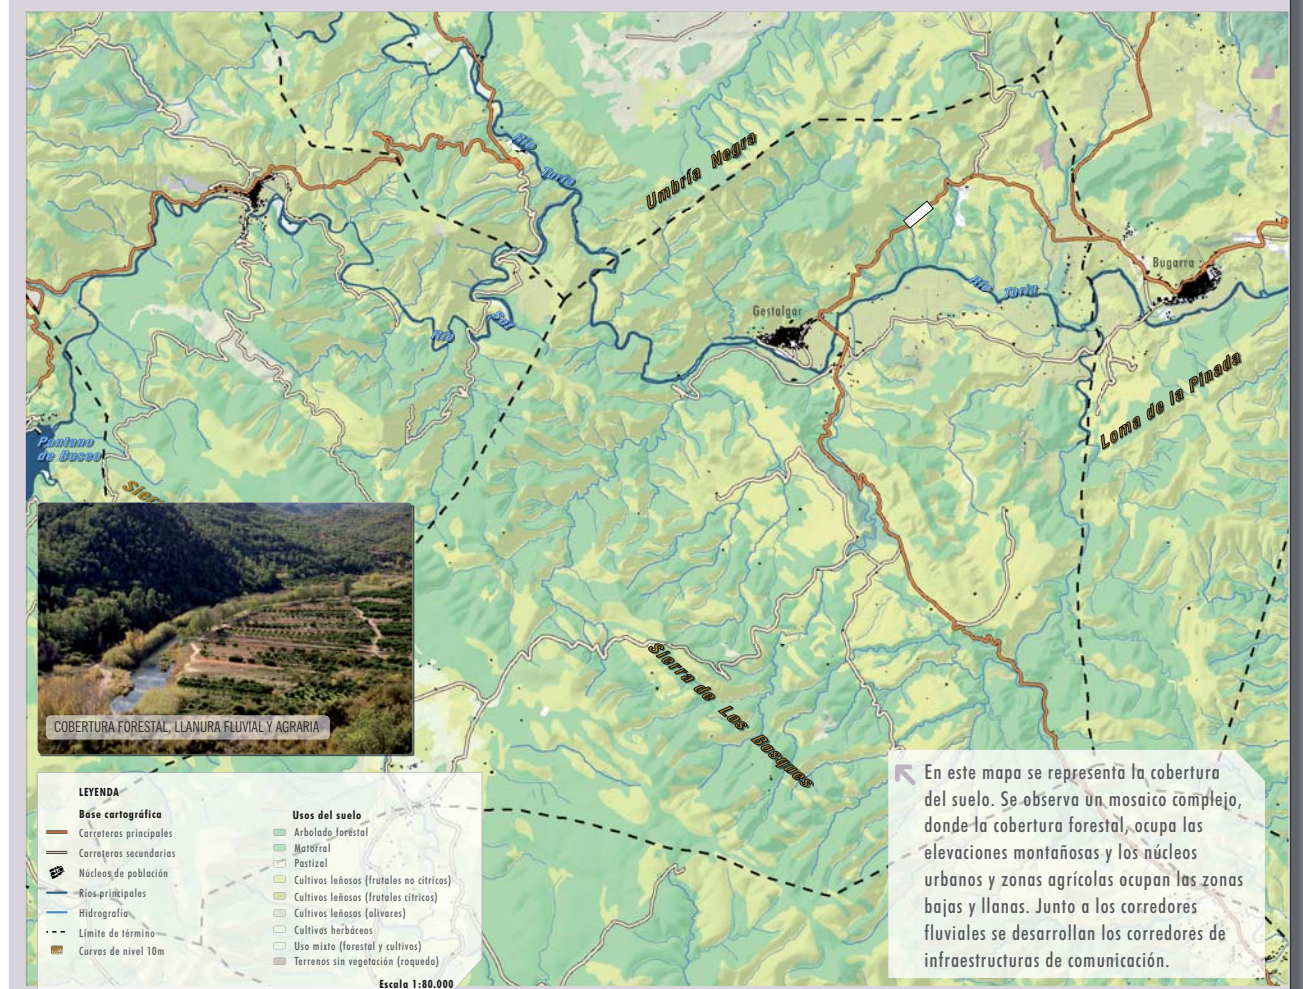 Río Turia
Umbría Negra
Gestalgar
Río Turia
Bugarra
Río Sot
Loma de la Pinada
Pantano
de Buseo
Sierra
COBERTURA FORESTAL, LLANURA FLUVIAL Y AGRARIA
Sierra de Los Bosques
LEYENDA
Base cartográfica
Carreteras principales
Carreteras secundarias
Núcleos de población
Ríos principales
Hidrografía
Límite de término
Curvas de nivel 10m
Usos del suelo
Arbolado forestal
Matorral
Pastizal
Cultivos leñosos (frutales no cítricos)
Cultivos leñosos (frutales cítricos)
Cultivos leñosos (olivares)
Cultivos herbáceos
Uso mixto (forestal y cultivos)
Terrenos sin vegetación (roquedo)
Escala 1:80.000
En este mapa se representa la cobertura
del suelo. Se observa un mosaico complejo,
donde la cobertura forestal, ocupa las
elevaciones montañosas y los núcleos
urbanos y zonas agrícolas ocupan las zonas
bajas y llanas. Junto a los corredores
fluviales se desarrollan los corredores de
infraestructuras de comunicación.